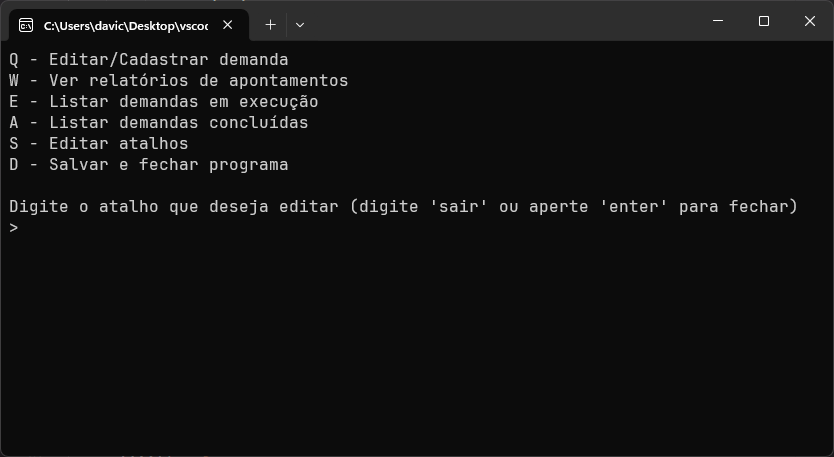 C:\Users\davic\Desktop\vscoc
Q - Editar/Cadastrar demanda
W - Ver relatórios de apontamentos
E - Listar demandas em execução
A - Listar demandas concluídas
S - Editar atalhos
D - Salvar e fechar programa
Digite o atalho que deseja editar (digite 'sair' ou aperte 'enter' para fechar)
>